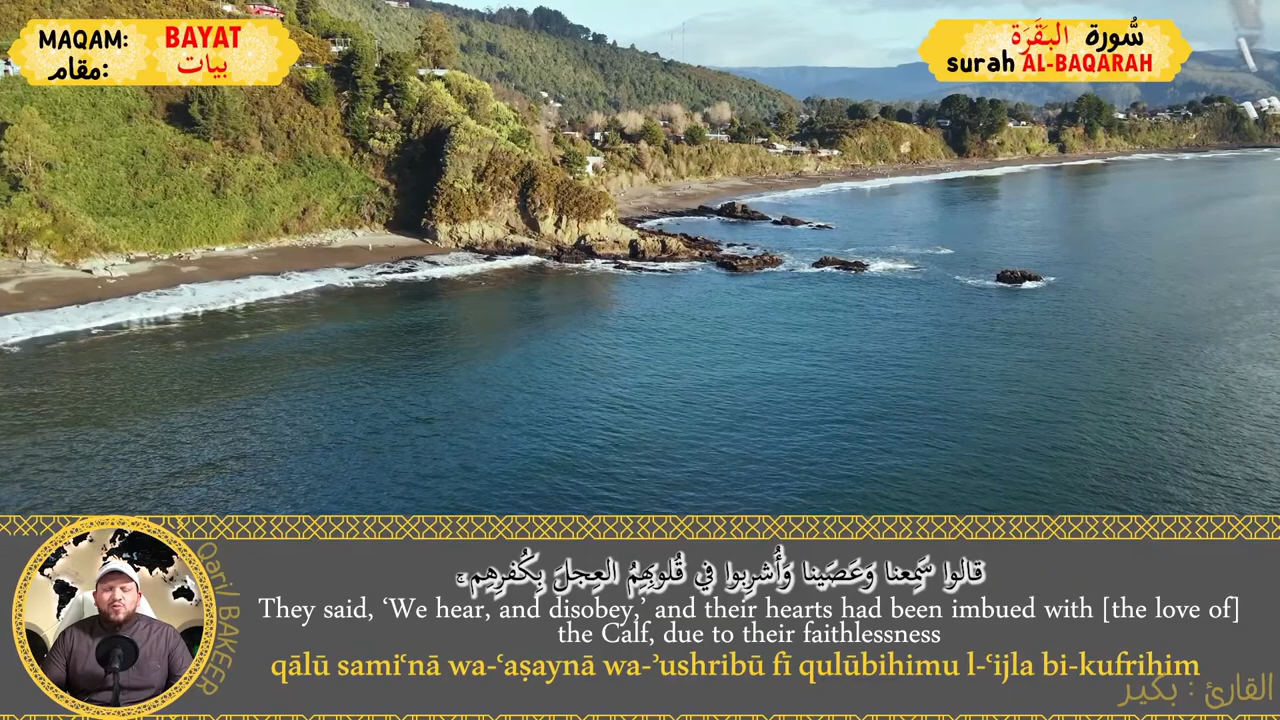 MAQAM: BAYAT
مقام: بيات
سُّورة البَقَرَة
surah AL-BAQARAH
قالوا سَمِعنا وَعَصَينا وَأُشرِبوا في قُلوبِهِمُ العِجلَ بِكُفرِهِم ۚ
They said, ‘We hear, and disobey,’ and their hearts had been imbued with [the love of]
the Calf, due to their faithlessness
qālū samiʿnā wa-ʿaṣaynā wa-ʾushribū fī qulūbihimu l-ʿijla bi-kufrihim
Qari/ BAKEER
القارئ : بكير